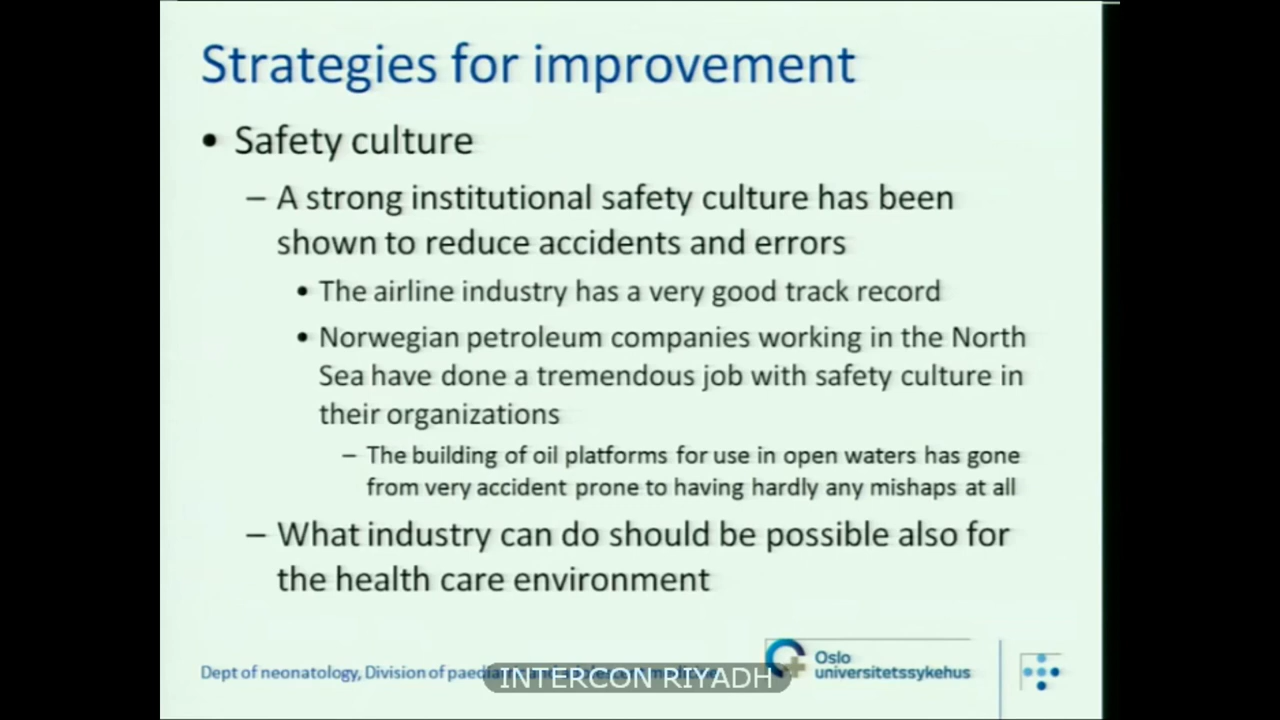 Strategies for improvement
• Safety culture
– A strong institutional safety culture has been
shown to reduce accidents and errors
• The airline industry has a very good track record
• Norwegian petroleum companies working in the North
Sea have done a tremendous job with safety culture in
their organizations
– The building of oil platforms for use in open waters has gone
from very accident prone to having hardly any mishaps at all
– What industry can do should be possible also for
the health care environment
Dept of neonatology, Division of
INTERCON RIYADH
Oslo
universitetssykehus